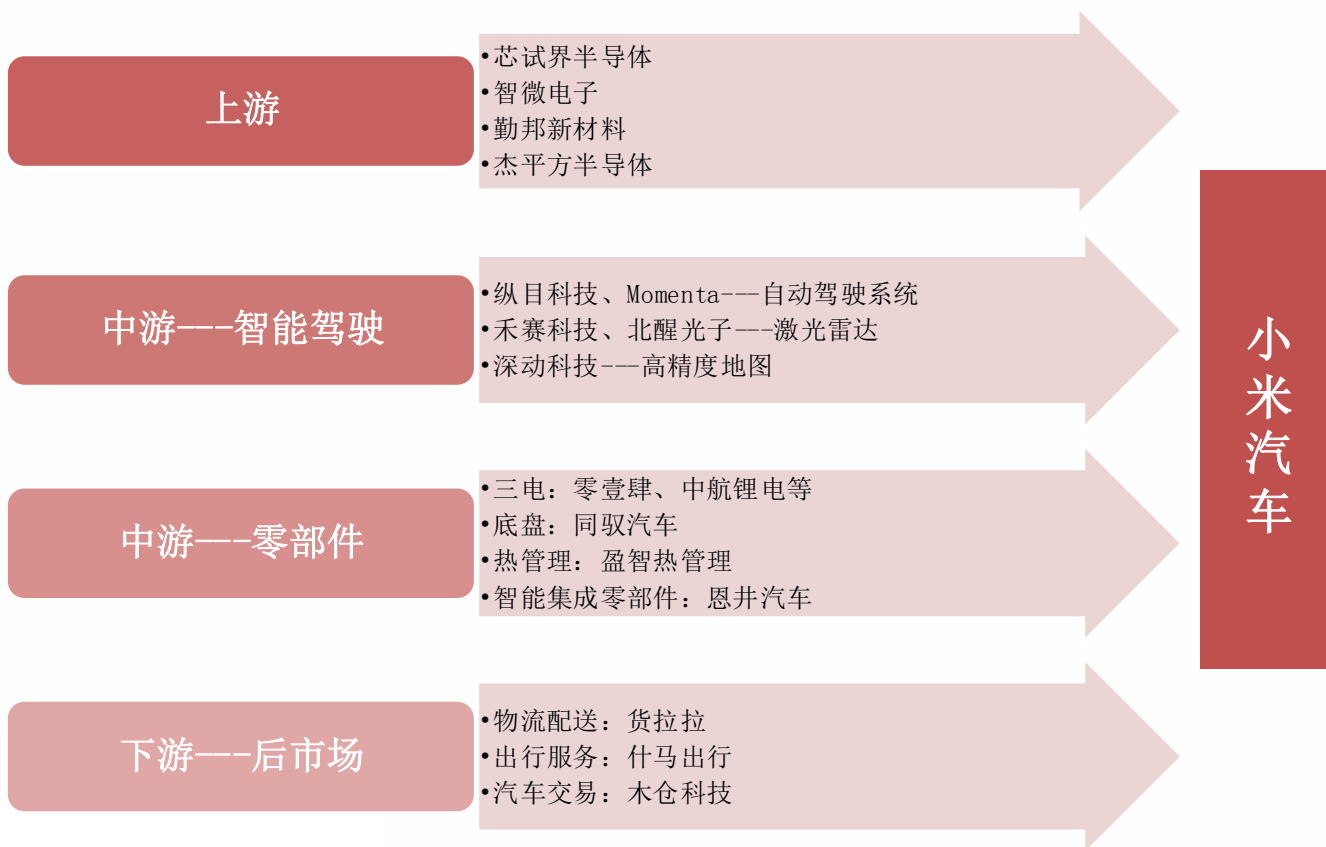 上游
•芯试界半导体
•智微电子
•勤邦新材料
•杰平方半导体
中游---智能驾驶
•纵目科技、Momenta---自动驾驶系统
•禾赛科技、北醒光子---激光雷达
•深动科技---高精度地图
中游---零部件
•三电：零壹肆、中航锂电等
•底盘：同驭汽车
•热管理：盈智热管理
•智能集成零部件：恩井汽车
下游---后市场
•物流配送：货拉拉
•出行服务：什马出行
•汽车交易：木仓科技
小米汽车